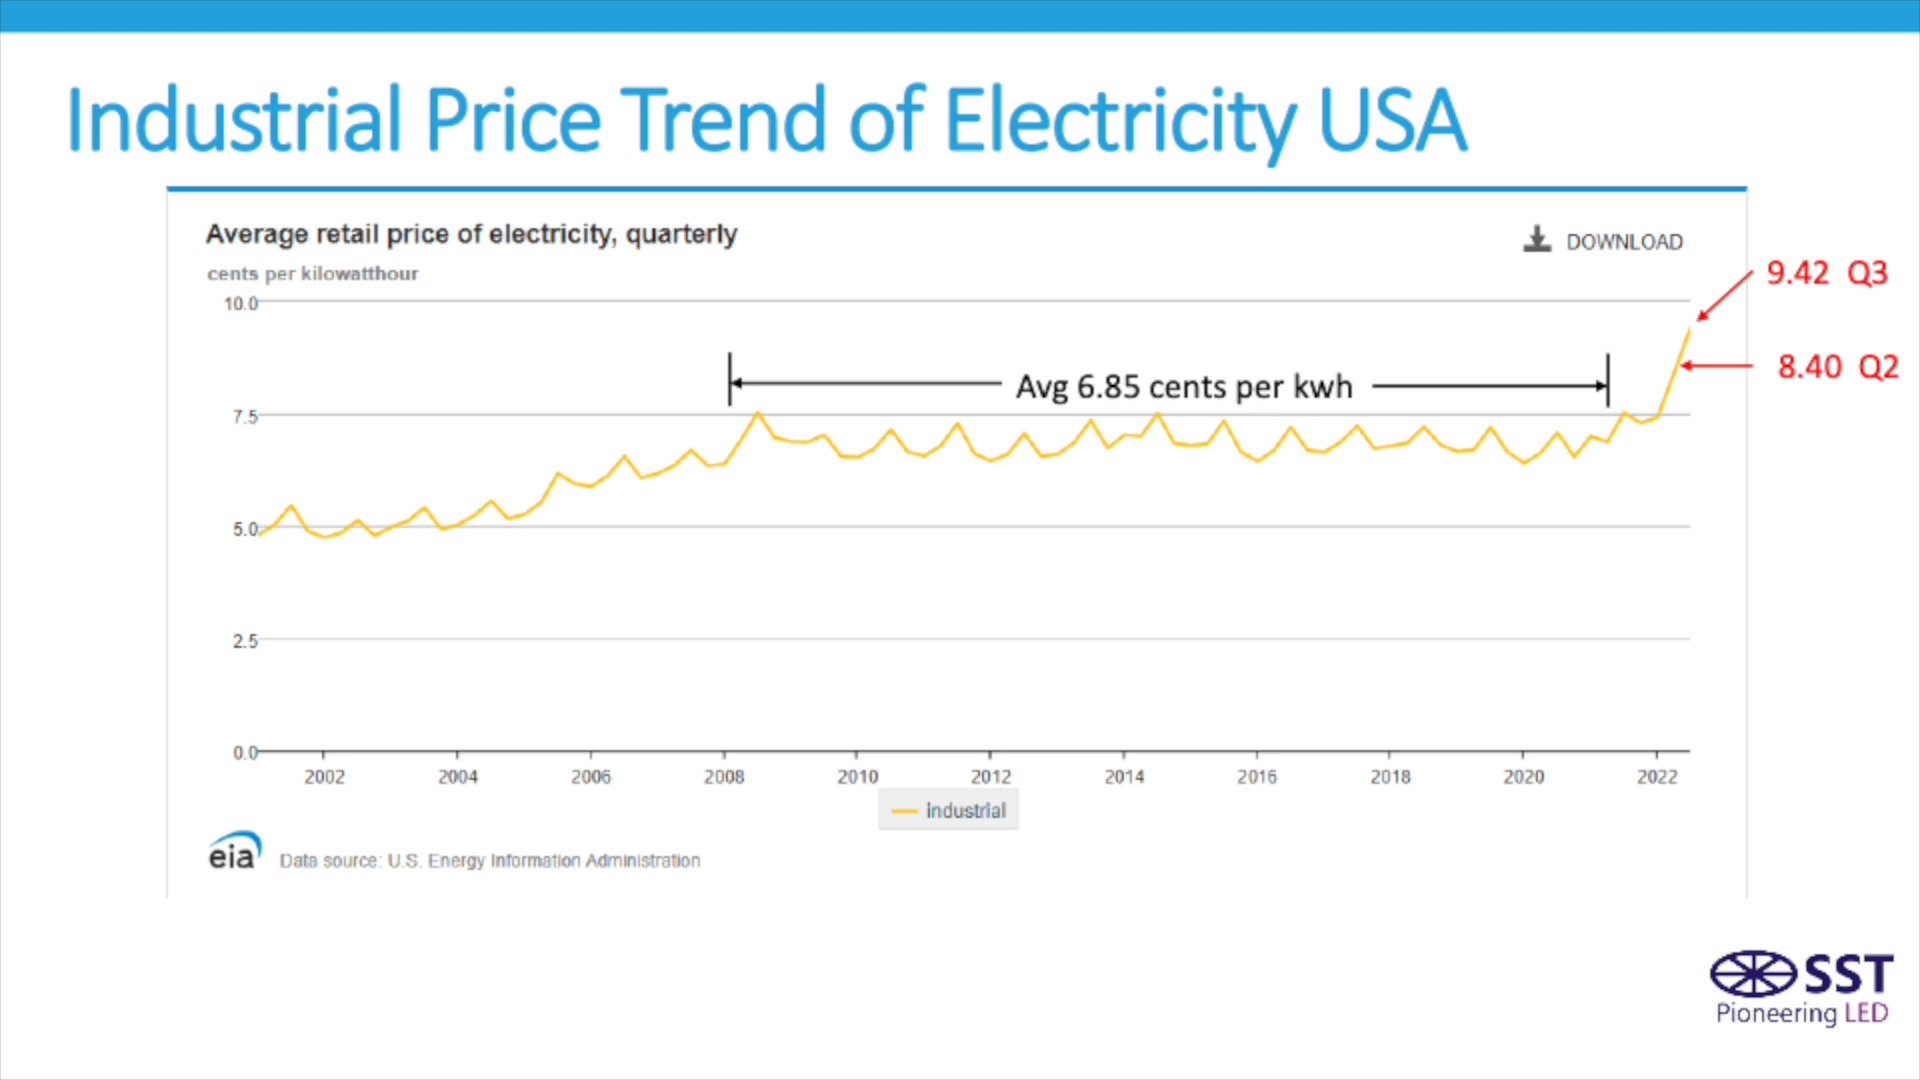 Industrial Price Trend of Electricity USA
Average retail price of electricity, quarterly
DOWNLOAD
cents per kilowatthour
9.42 Q3
10.0
8.40 Q2
Avg 6.85 cents per kwh
7.5
5.0
2.5
0.0
2002 2004 2006 2008 2010 2012 2014 2016 2018 2020 2022
industrial
eia Data source: U.S. Energy Information Administration
SST
Pioneering LED